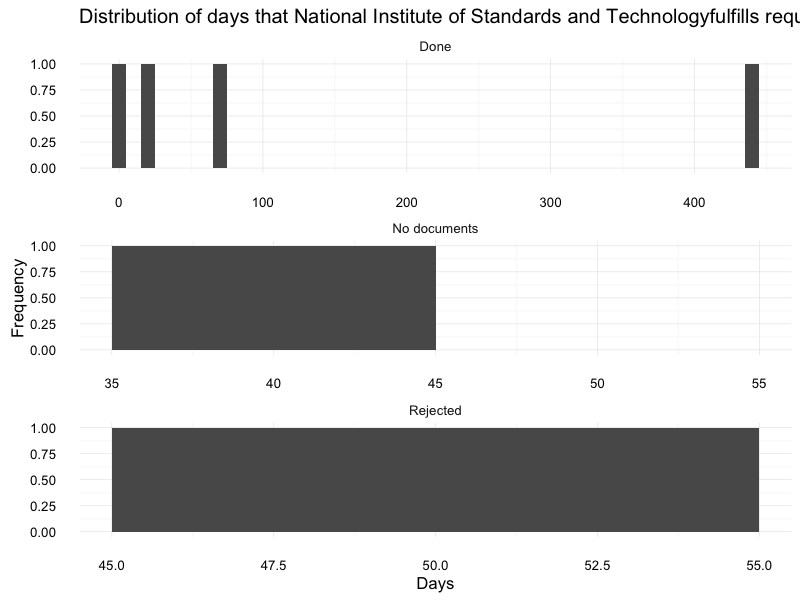 Distribution of days that National Institute of Standards and Technologyfulfills requ
Done
1.00
0.75
0.50
0.25
0.00
0 100 200 300 400
No documents
1.00
0.75
0.50
0.25
0.00
35 40 45 50 55
Frequency
Rejected
1.00
0.75
0.50
0.25
0.00
45.0 47.5 50.0 52.5 55.0
Days